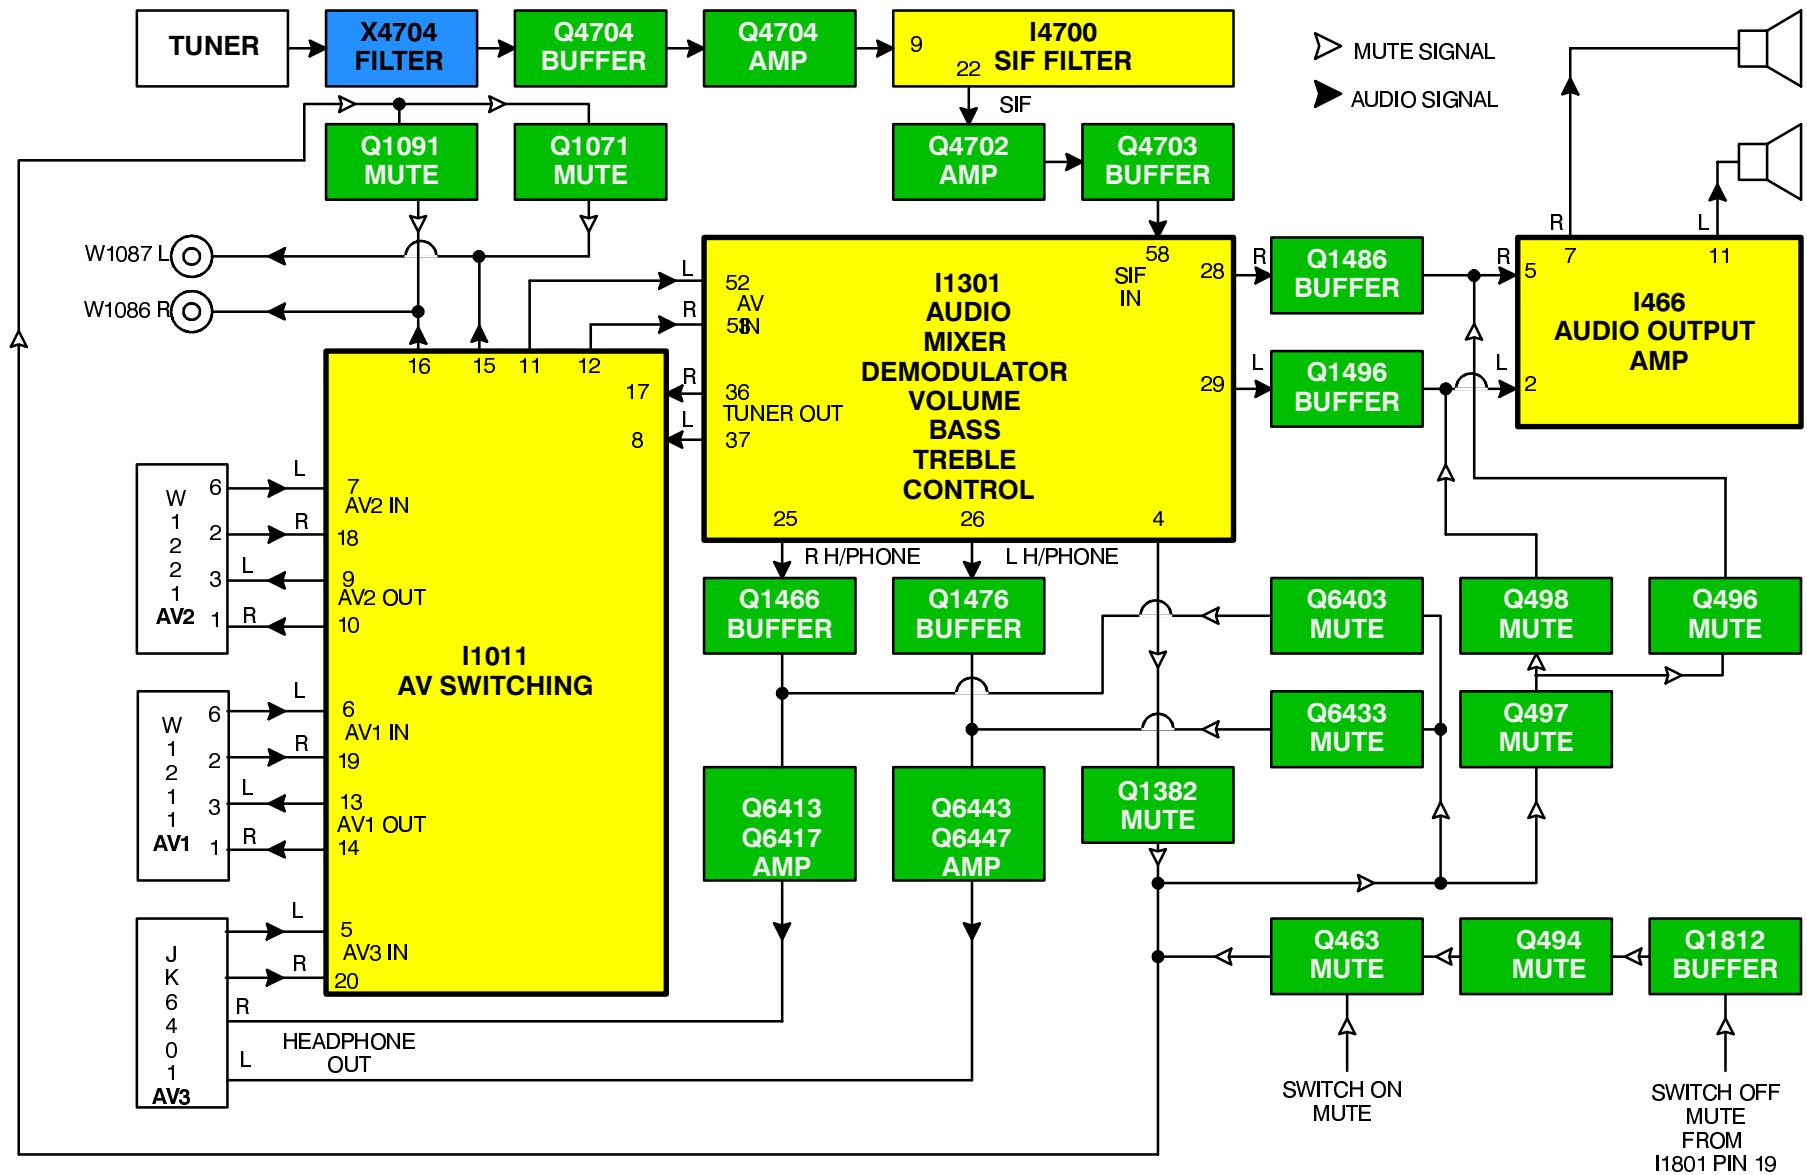 TUNER
X4704
FILTER
Q4704
BUFFER
Q4704
AMP
9
I4700
SIF FILTER
22
SIF
MUTE SIGNAL
AUDIO SIGNAL
Q1091
MUTE
Q1071
MUTE
Q4702
AMP
Q4703
BUFFER
W1087 L
W1086 R
L
R
52
AV
IN
53
I1301
AUDIO
MIXER
DEMODULATOR
VOLUME
BASS
TREBLE
CONTROL
58
SIF
IN
28
29
R
L
Q1486
BUFFER
Q1496
BUFFER
R
L
R
7
L
11
5
2
I466
AUDIO OUTPUT
AMP
16
15
11
12
17
8
R
L
36
TUNER OUT
37
25
26
4
R H/PHONE
L H/PHONE
W
1
2
2
1
AV2
6
2
3
1
L
R
L
R
7
AV2 IN
18
9
AV2 OUT
10
I1011
AV SWITCHING
W
1
2
1
1
AV1
6
2
3
1
L
R
L
R
6
AV1 IN
19
13
AV1 OUT
14
J
K
6
4
0
1
AV3
L
R
R
L
5
AV3 IN
20
HEADPHONE
OUT
Q1466
BUFFER
Q1476
BUFFER
Q6403
MUTE
Q498
MUTE
Q496
MUTE
Q6433
MUTE
Q497
MUTE
Q6413
Q6417
AMP
Q6443
Q6447
AMP
Q1382
MUTE
Q463
MUTE
Q494
MUTE
Q1812
BUFFER
SWITCH ON
MUTE
SWITCH OFF
MUTE
FROM
I1801 PIN 19